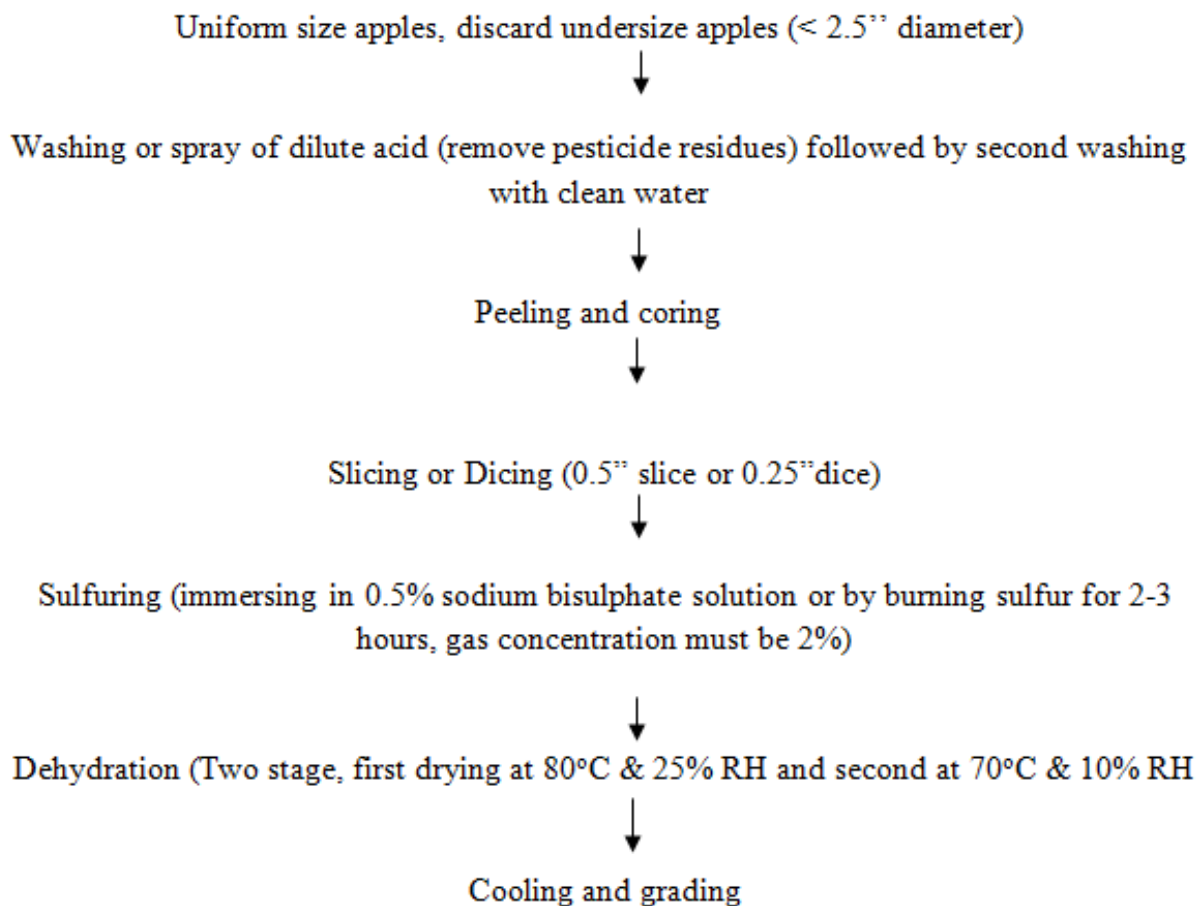 Uniform size apples, discard undersize apples (< 2.5’’ diameter)
Washing or spray of dilute acid (remove pesticide residues) followed by second washing
with clean water
Peeling and coring
Slicing or Dicing (0.5’’ slice or 0.25’’dice)
Sulfuring (immersing in 0.5% sodium bisulphate solution or by burning sulfur for 2-3
hours, gas concentration must be 2%)
Dehydration (Two stage, first drying at 80°C & 25% RH and second at 70°C & 10% RH
Cooling and grading